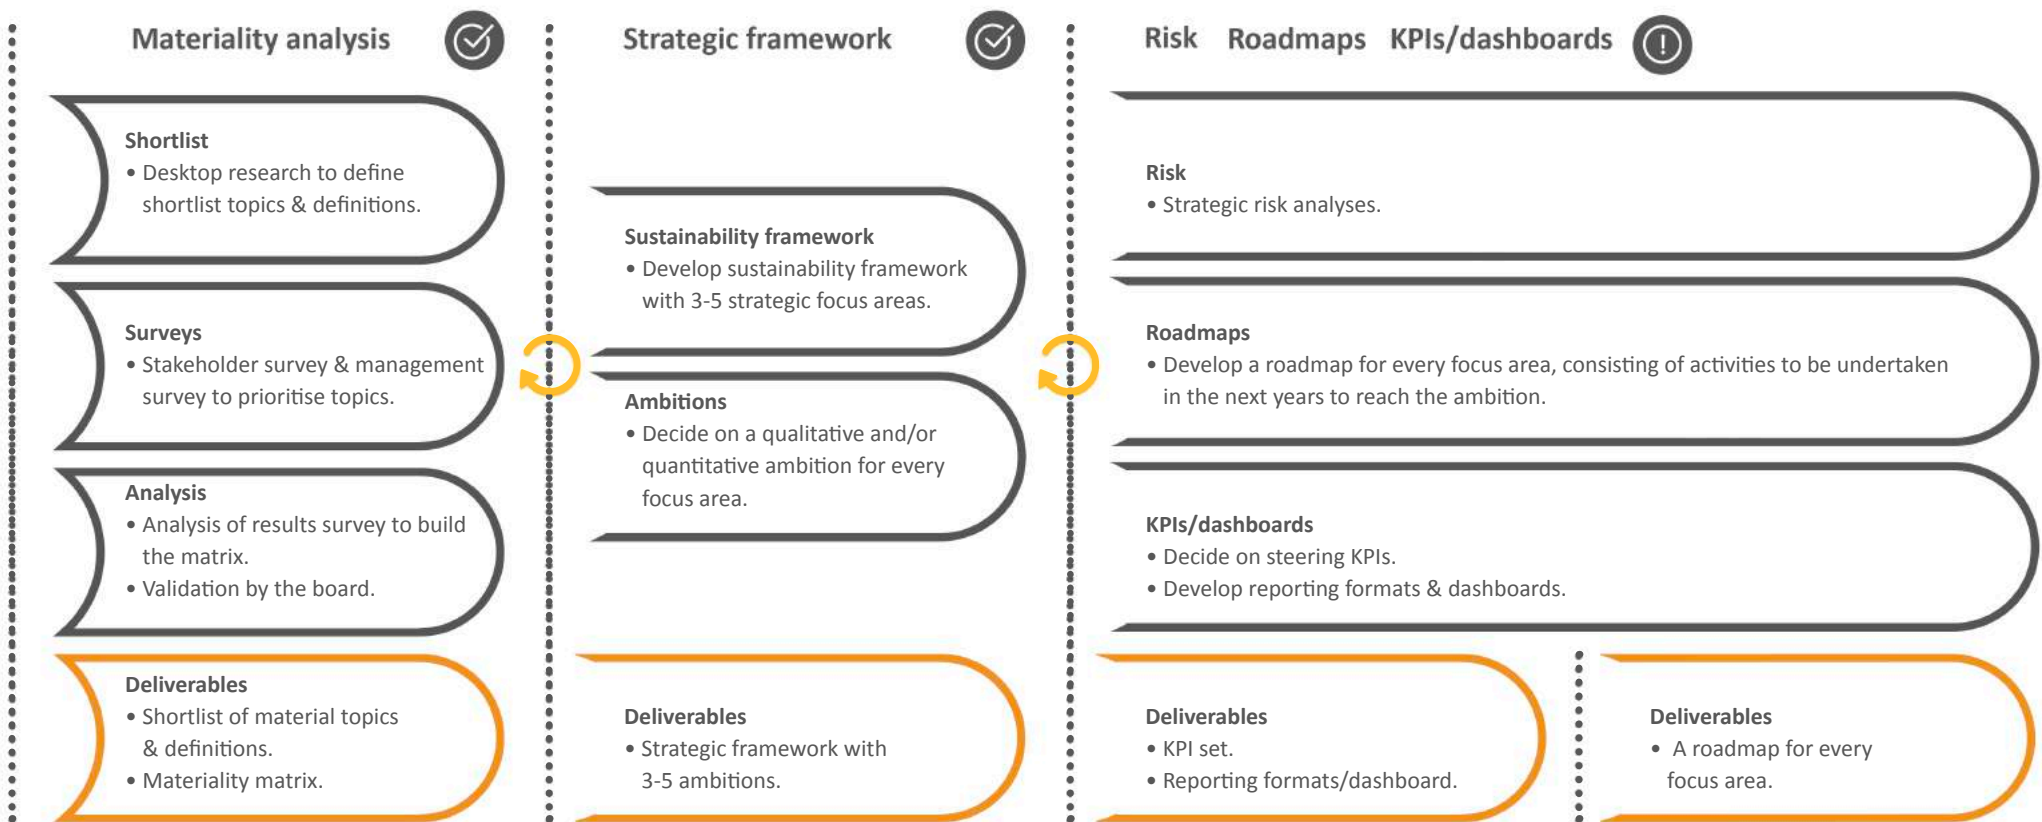 Materiality analysis
Shortlist
• Desktop research to define
shortlist topics & definitions.
Surveys
• Stakeholder survey & management
survey to prioritise topics.
Analysis
• Analysis of results survey to build
the matrix.
• Validation by the board.
Deliverables
• Shortlist of material topics
& definitions.
• Materiality matrix.
Strategic framework
Sustainability framework
• Develop sustainability framework
with 3-5 strategic focus areas.
Ambitions
• Decide on a qualitative and/or
quantitative ambition for every
focus area.
Deliverables
• Strategic framework with
3-5 ambitions.
Risk Roadmaps KPIs/dashboards
Risk
• Strategic risk analyses.
Roadmaps
• Develop a roadmap for every focus area, consisting of activities to be undertaken
in the next years to reach the ambition.
KPIs/dashboards
• Decide on steering KPIs.
• Develop reporting formats & dashboards.
Deliverables
• KPI set.
• Reporting formats/dashboard.
Deliverables
• A roadmap for every
focus area.